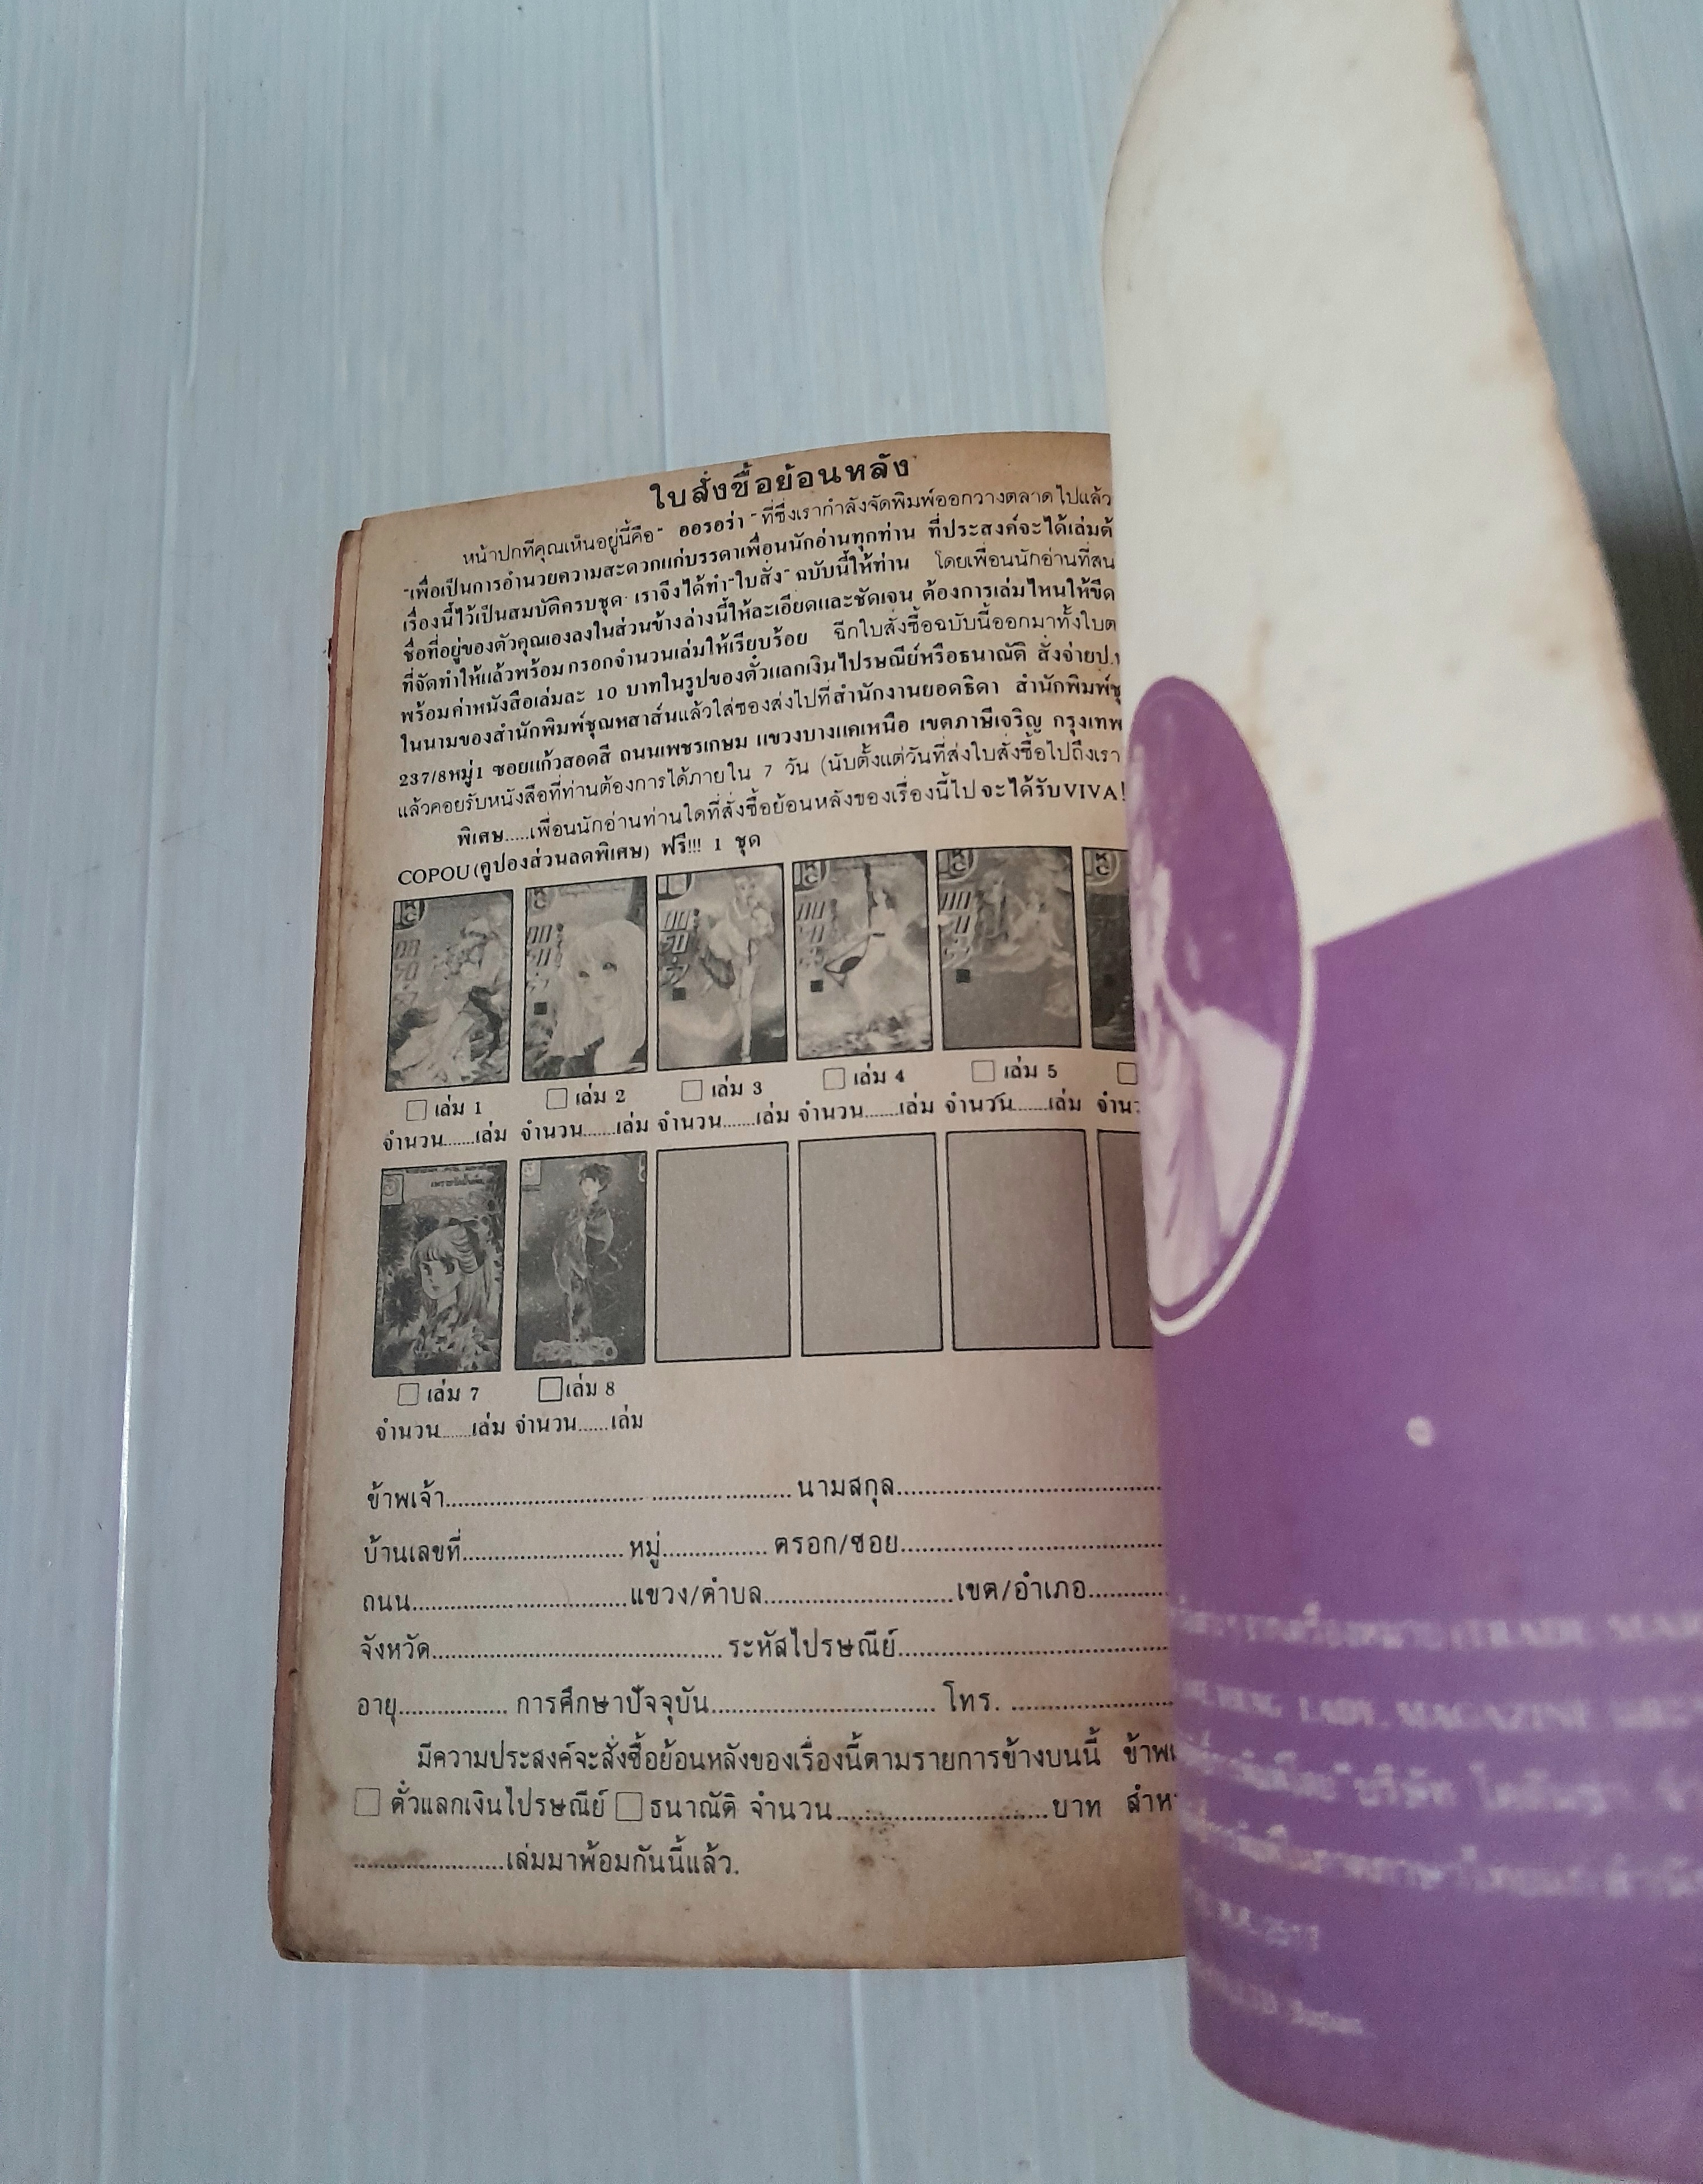 ใบสั่งซื้อย้อนหลัง
หน้าปกที่คุณเห็นอยู่นี้คือ" ออรอร่า "ที่ซึ่งเรากำลังจัดพิมพ์ออกวางตลาดไปแล้ว
"เพื่อเป็นการอำนวยความสะดวกแก่บรรดาเพื่อนนักอ่านทุกท่าน ที่ประสงค์จะได้เล่มต้
เรื่องนี้ไว้เป็นสมบัติครบชุด เราจึงได้ทำ"ใบสั่ง" ฉบับนี้ให้ท่าน โดยเพื่อนนักอ่านที่สน
ชื่อที่อยู่ของตัวคุณเองลงในส่วนข้างล่างนี้ให้ละเอียดและชัดเจน ต้องการเล่มไหนให้ขีด
ที่จัดทำให้แล้วพร้อมกรอกจำนวนเล่มให้เรียบร้อย ฉีกใบสั่งซื้อฉบับนี้ออกมาทั้งใบต
พร้อมค่าหนังสือเล่มละ 10 บาทในรูปของตั๋วแลกเงินไปรษณีย์หรือธนาณัติ สั่งจ่ายป.
ในนามของสำนักพิมพ์ชุณหสาส์นแล้วใส่ซองส่งไปที่สำนักงานยอดธิดา สำนักพิมพ์ชุ
237/8หมู่1 ซอยแก้วสอดสี ถนนเพชรเกษม แขวงบางแคเหนือ เขตภาษีเจริญ กรุงเทพ
แล้วคอยรับหนังสือที่ท่านต้องการได้ภายใน 7 วัน (นับตั้งแต่วันที่ส่งใบสั่งซื้อไปถึงเรา
พิเศษ.....เพื่อนนักอ่านท่านใดที่สั่งซื้อย้อนหลังของเรื่องนี้ไป จะได้รับVIVA!
COPOU(คูปองส่วนลดพิเศษ) ฟรี!!! 1 ชุด
เล่ม 1 เล่ม 2 เล่ม 3 เล่ม 4 เล่ม 5
จำนวน.......เล่ม จำนวน.......เล่ม จำนวน.......เล่ม จำนวน.......เล่ม จำนวัน.......เล่ม จำน
เล่ม 7 เล่ม 8
จำนวน......เล่ม จำนวน......เล่ม
ข้าพเจ้า.................................................. นามสกุล........................................
บ้านเลขที่........................ หมู่................ ตรอก/ซอย........................................
ถนน................................แขวง/ตำบล............................เขต/อำเภอ............
จังหวัด........................................... ระหัสไปรษณีย์........................................
อายุ................ การศึกษาปัจจุบัน................................. โทร. ........................
มีความประสงค์จะสั่งซื้อย้อนหลังของเรื่องนี้ตามรายการข้างบนนี้ ข้าพเ
ตั๋วแลกเงินไปรษณีย์ ธนาณัติ จำนวน................................บาท สำห
......................เล่มมาพ้อมกันนี้แล้ว.
LADY. MAGAZINE
บริษัท
Japan